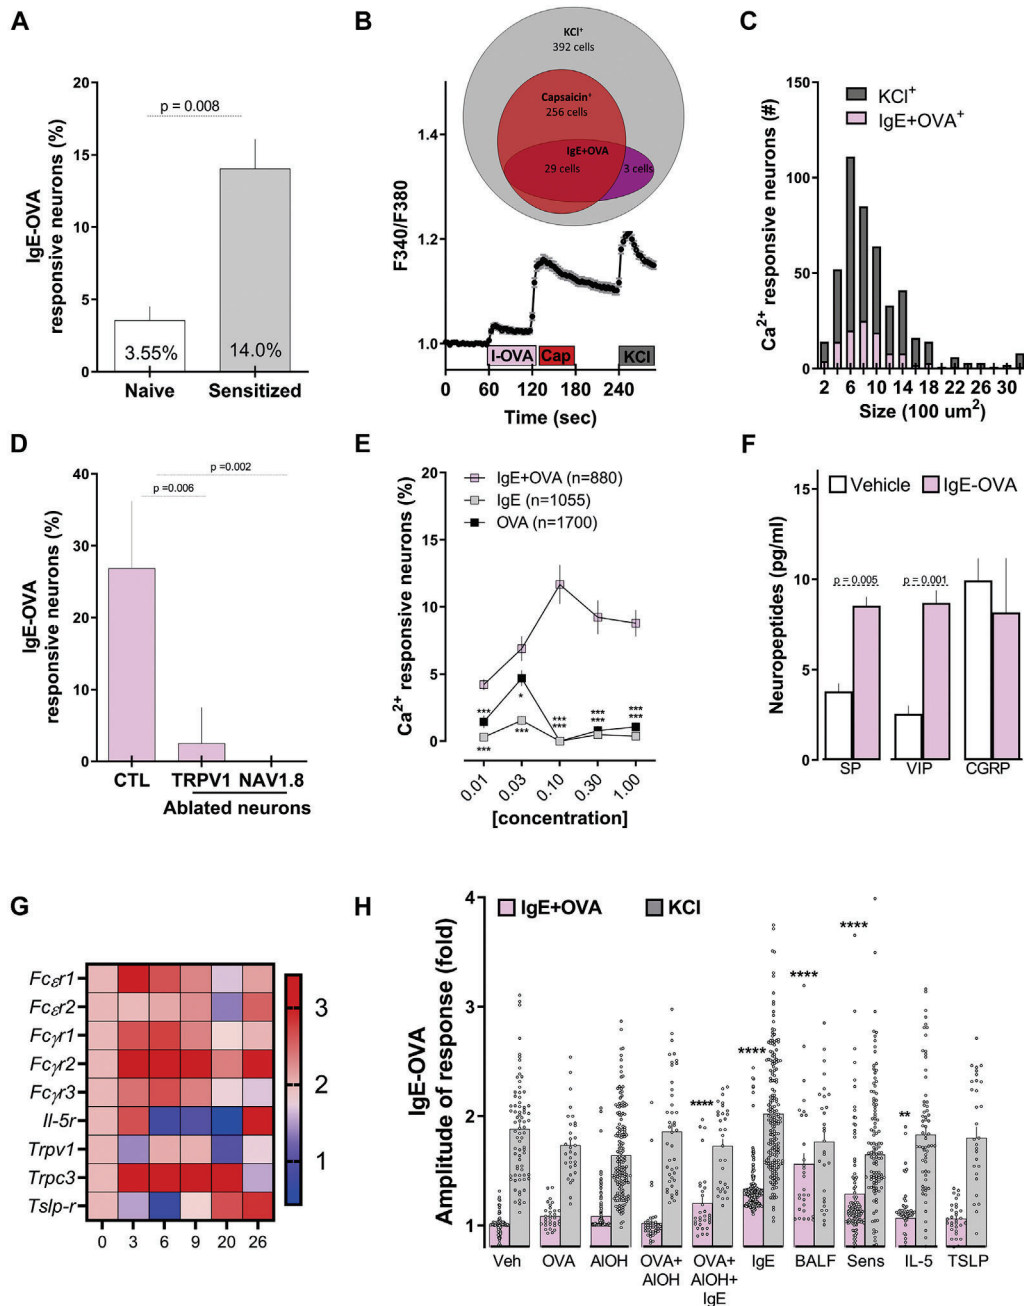 A
IgE-OVA
responsive neurons (%)
20
15
10
5
0
p = 0.008
3.55%
14.0%
Naive
Sensitized
B
KCl⁺
392 cells
Capsaicin⁺
256 cells
IgE+OVA
29 cells
3 cells
F340/F380
1.4
1.2
1.0
I-OVA
Cap
KCl
0
60
120
180
240
Time (sec)
C
Ca²⁺ responsive neurons (#)
150
100
50
0
KCl⁺
IgE+OVA⁺
2
6
10
14
18
22
26
30
Size (100 um²)
D
IgE-OVA
responsive neurons (%)
40
30
20
10
0
p =0.002
p =0.006
CTL
TRPV1
NAV1.8
Ablated neurons
E
Ca²⁺ responsive neurons (%)
20
15
10
5
0
IgE+OVA (n=880)
IgE (n=1055)
OVA (n=1700)
***
***
*
***
***
***
***
***
***
***
0.01
0.03
0.10
0.30
1.00
[concentration]
F
Neuropeptides (pg/ml)
15
10
5
0
Vehicle
IgE-OVA
p = 0.005
p = 0.001
SP
VIP
CGRP
G
Fcεr1
Fcεr2
Fcγr1
Fcγr2
Fcγr3
Il-5r
Trpv1
Trpc3
Tslp-r
0
3
6
9
20
26
3
2
1
H
IgE-OVA
Amplitude of response (fold)
4
3
2
1
IgE+OVA
KCl
****
****
****
****
**
Veh
OVA
AlOH
OVA+
AlOH
OVA+
AlOH+
IgE
IgE
BALF
Sens
IL-5
TSLP